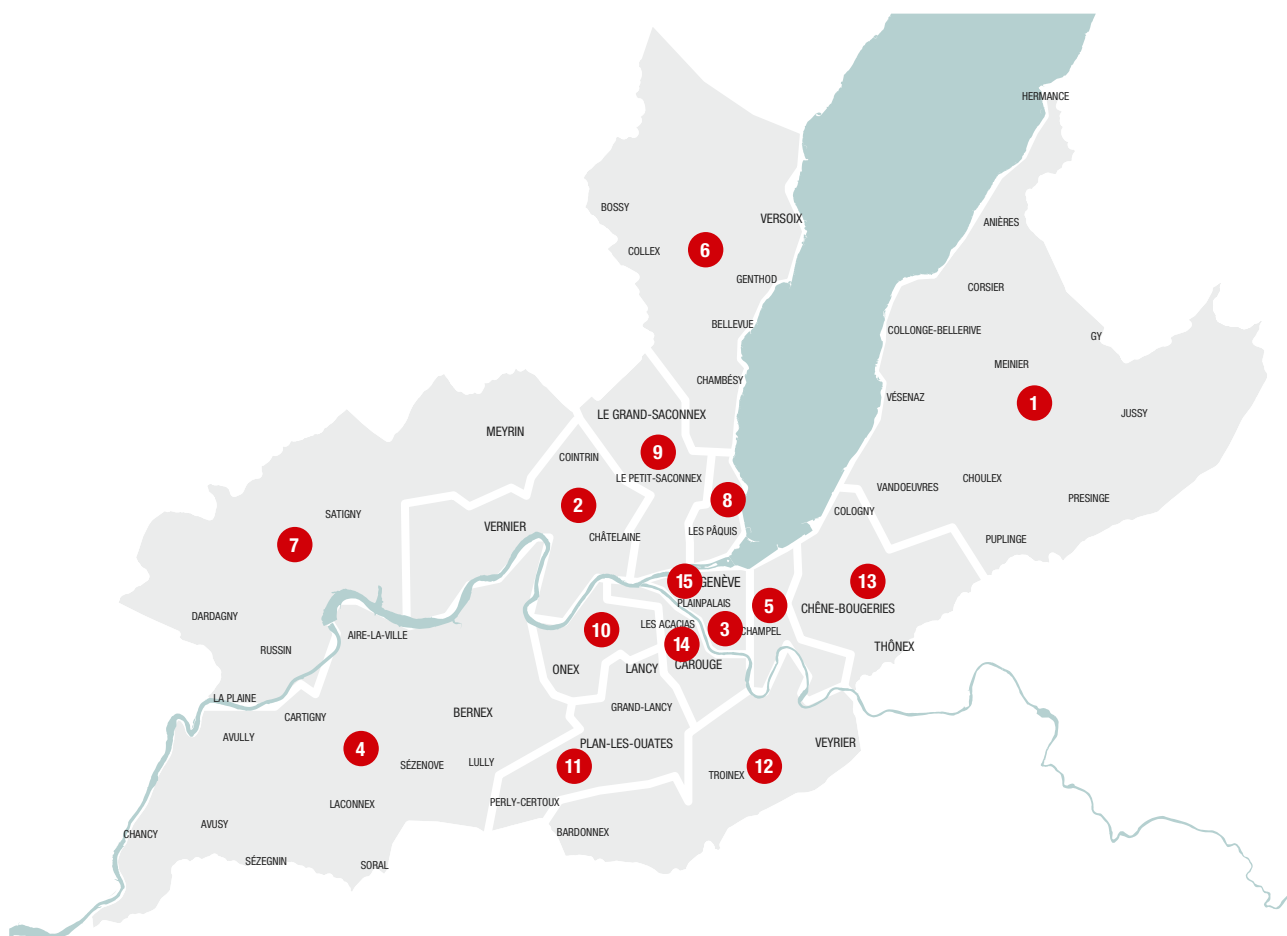 HERMANCE
BOSSY
VERSOIX
ANIÈRES
COLLEX
6
GENTHOD
CORSIER
BELLEVUE
COLLONGE-BELLERIVE
GY
MEINIER
CHAMBÉSY
VÉSENAZ
1
JUSSY
LE GRAND-SACONNEX
MEYRIN
COINTRIN
9
LE PETIT-SACONNEX
CHOULEX
VANDOEUVRES
PRESINGE
2
8
COLOGNY
SATIGNY
VERNIER
CHÂTELAINE
LES PÂQUIS
PUPLINGE
7
15
GENÈVE
13
PLAINPALAIS
5
CHÊNE-BOUGERIES
DARDAGNY
AIRE-LA-VILLE
10
LES ACACIAS
3
CHAMPEL
14
RUSSIN
THÔNEX
ONEX
LANCY
CAROUGE
LA PLAINE
CARTIGNY
BERNEX
GRAND-LANCY
AVULLY
4
PLAN-LES-OUATES
VEYRIER
SÉZENOVE
LULLY
11
12
TROINEX
LACONNEX
PERLY-CERTOUX
CHANCY
AVUSY
BARDONNEX
SÉZEGNIN
SORAL